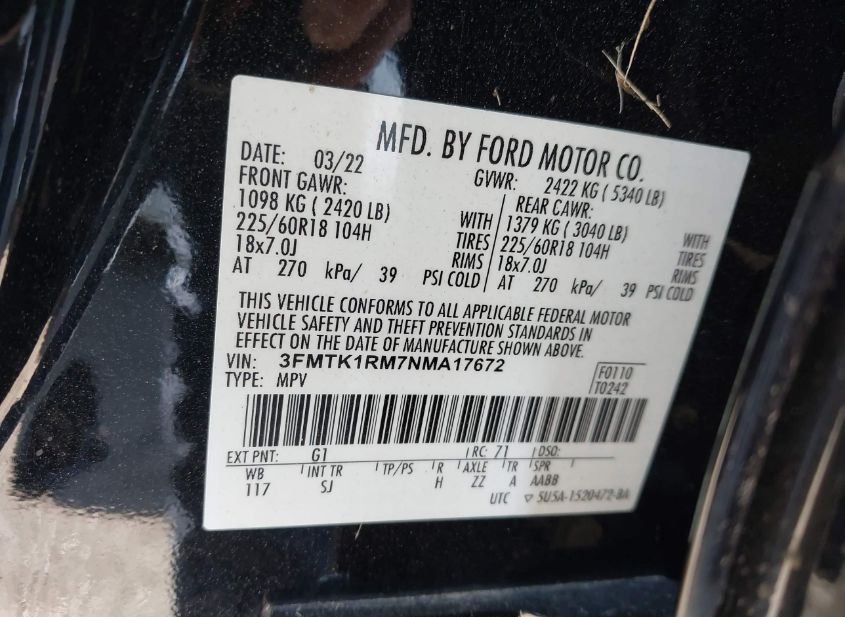 MFD. BY FORD MOTOR CO.
DATE: 03/22
GVWR: 2422 KG ( 5340 LB)
FRONT GAWR:
1098 KG ( 2420 LB)
225/60R18 104H
18x7.0J
WITH
TIRES
RIMS
AT 270 kPa/ 39 PSI COLD
REAR GAWR:
1379 KG ( 3040 LB)
225/60R18 104H
18x7.0J
WITH
TIRES
RIMS
AT 270 kPa/ 39 PSI COLD
THIS VEHICLE CONFORMS TO ALL APPLICABLE FEDERAL MOTOR
VEHICLE SAFETY AND THEFT PREVENTION STANDARDS IN
EFFECT ON THE DATE OF MANUFACTURE SHOWN ABOVE.
VIN: 3FMTK1RM7NMA17672
TYPE: MPV
F0110
T0242
EXT PNT: G1 RC: 71 DSO:
WB INT TR TP/PS R AXLE TR SPR
117 SJ H ZZ A AABB
UTC ▽ 5U5A-1520472-BA